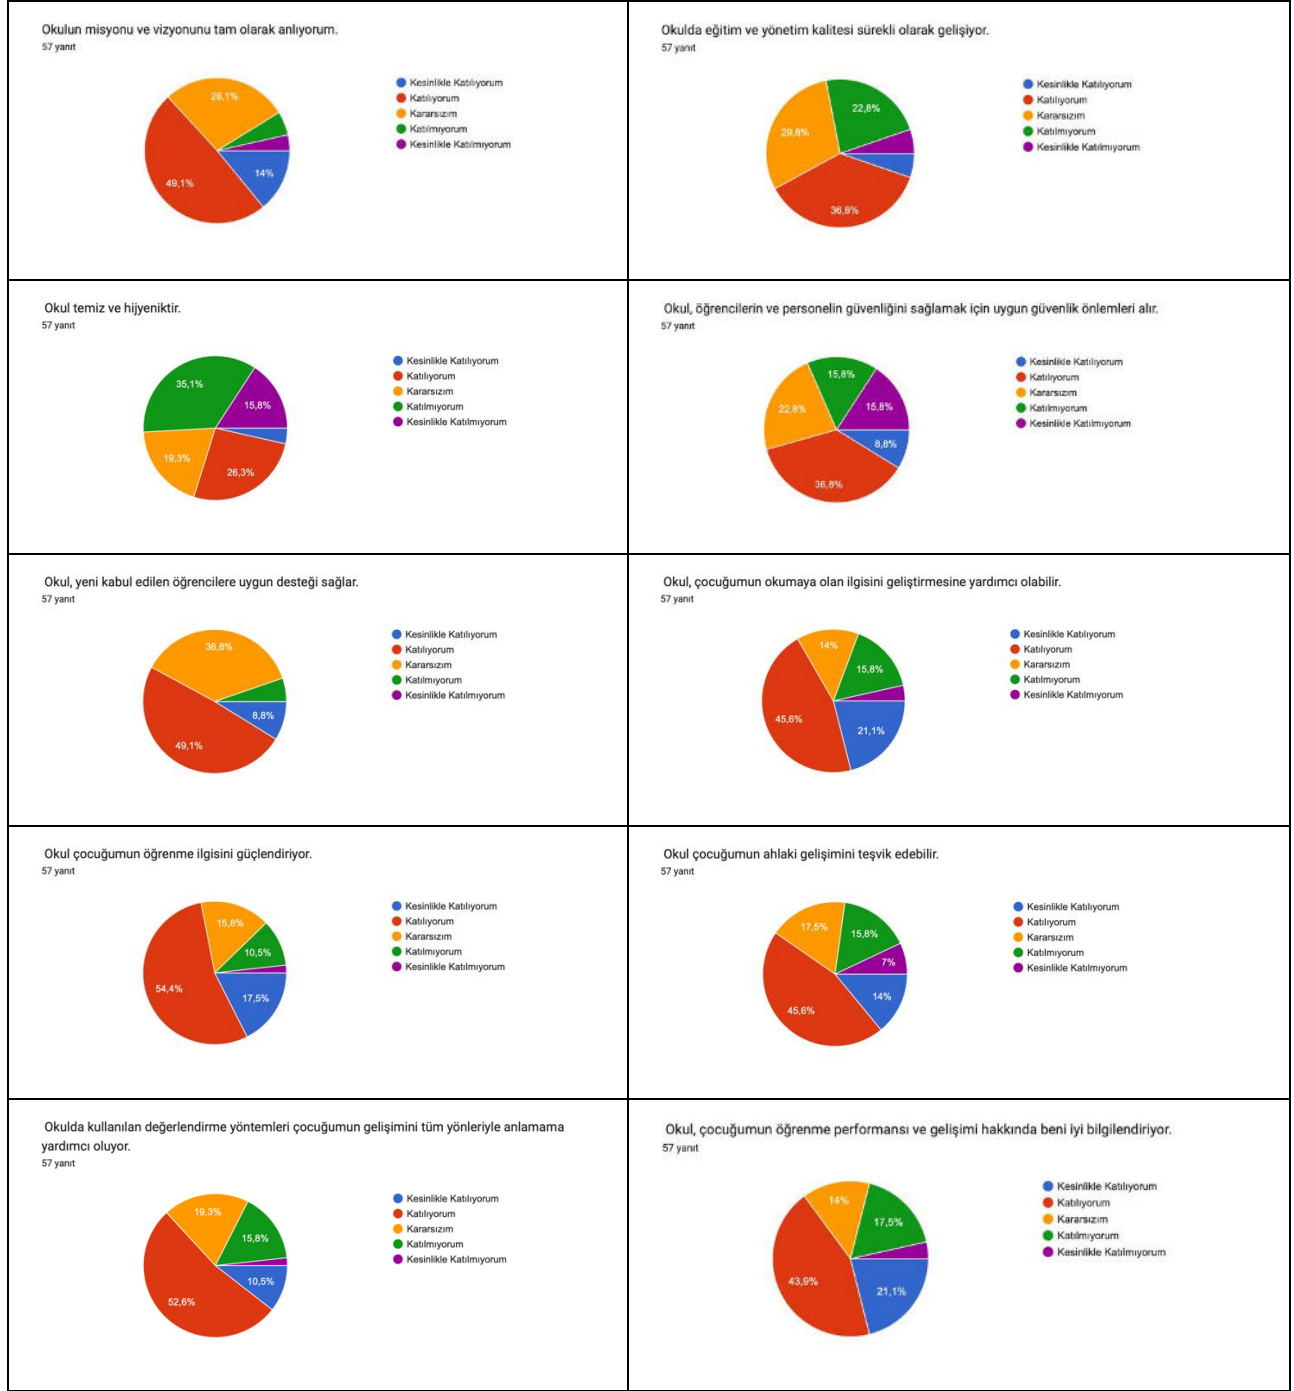 Okulun misyonu ve vizyonunu tam olarak anlıyorum.
57 yanıt
28,1%
49,1%
14%
Kesinlikle Katılıyorum
Katılıyorum
Kararsızım
Katılmıyorum
Kesinlikle Katılmıyorum
Okulda eğitim ve yönetim kalitesi sürekli olarak gelişiyor.
57 yanıt
22,8%
29,8%
36,8%
Kesinlikle Katılıyorum
Katılıyorum
Kararsızım
Katılmıyorum
Kesinlikle Katılmıyorum
Okul temiz ve hijyeniktir.
57 yanıt
35,1%
15,8%
19,3%
26,3%
Kesinlikle Katılıyorum
Katılıyorum
Kararsızım
Katılmıyorum
Kesinlikle Katılmıyorum
Okul, öğrencilerin ve personelin güvenliğini sağlamak için uygun güvenlik önlemleri alır.
57 yanıt
15,8%
22,8%
15,8%
8,8%
36,8%
Kesinlikle Katılıyorum
Katılıyorum
Kararsızım
Katılmıyorum
Kesinlikle Katılmıyorum
Okul, yeni kabul edilen öğrencilere uygun desteği sağlar.
57 yanıt
36,8%
8,8%
49,1%
Kesinlikle Katılıyorum
Katılıyorum
Kararsızım
Katılmıyorum
Kesinlikle Katılmıyorum
Okul, çocuğumun okumaya olan ilgisini geliştirmesine yardımcı olabilir.
57 yanıt
14%
15,8%
45,6%
21,1%
Kesinlikle Katılıyorum
Katılıyorum
Kararsızım
Katılmıyorum
Kesinlikle Katılmıyorum
Okul çocuğumun öğrenme ilgisini güçlendiriyor.
57 yanıt
15,8%
10,5%
54,4%
17,5%
Kesinlikle Katılıyorum
Katılıyorum
Kararsızım
Katılmıyorum
Kesinlikle Katılmıyorum
Okul çocuğumun ahlaki gelişimini teşvik edebilir.
57 yanıt
17,5%
15,8%
7%
14%
45,6%
Kesinlikle Katılıyorum
Katılıyorum
Kararsızım
Katılmıyorum
Kesinlikle Katılmıyorum
Okulda kullanılan değerlendirme yöntemleri çocuğumun gelişimini tüm yönleriyle anlamama
yardımcı oluyor.
57 yanıt
19,3%
15,8%
10,5%
52,6%
Kesinlikle Katılıyorum
Katılıyorum
Kararsızım
Katılmıyorum
Kesinlikle Katılmıyorum
Okul, çocuğumun öğrenme performansı ve gelişimi hakkında beni iyi bilgilendiriyor.
57 yanıt
14%
17,5%
43,9%
21,1%
Kesinlikle Katılıyorum
Katılıyorum
Kararsızım
Katılmıyorum
Kesinlikle Katılmıyorum